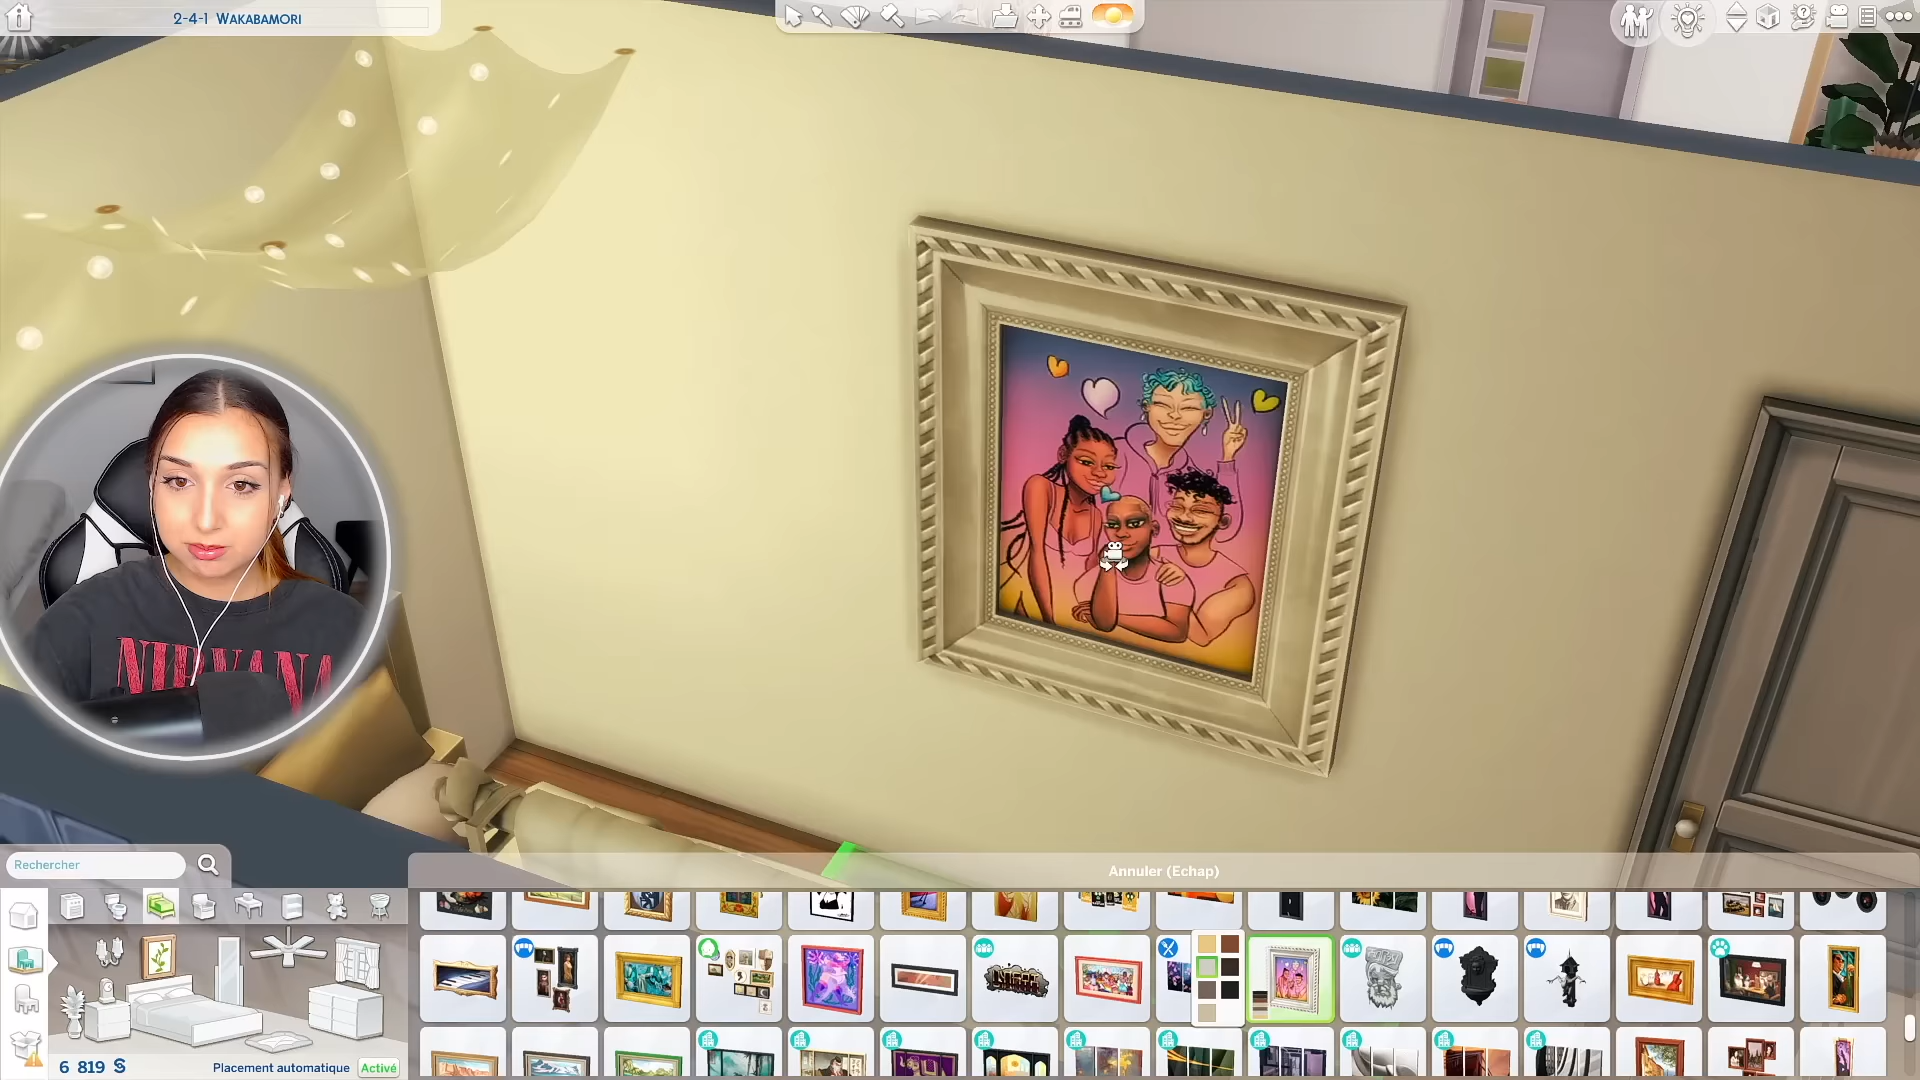 2-4-1 Wakabamori
NIRVANA
Rechercher
Annuler (Echap)
6 819 §
Placement automatique Activé